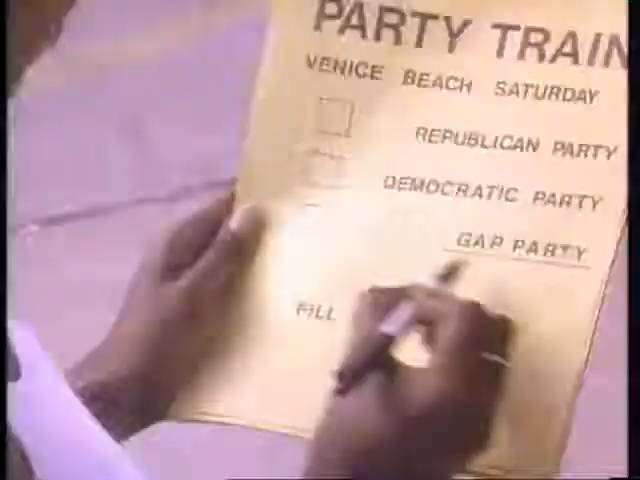 PARTY TRAIN
VENICE BEACH SATURDAY
REPUBLICAN PARTY
DEMOCRATIC PARTY
GAP PARTY
FILL